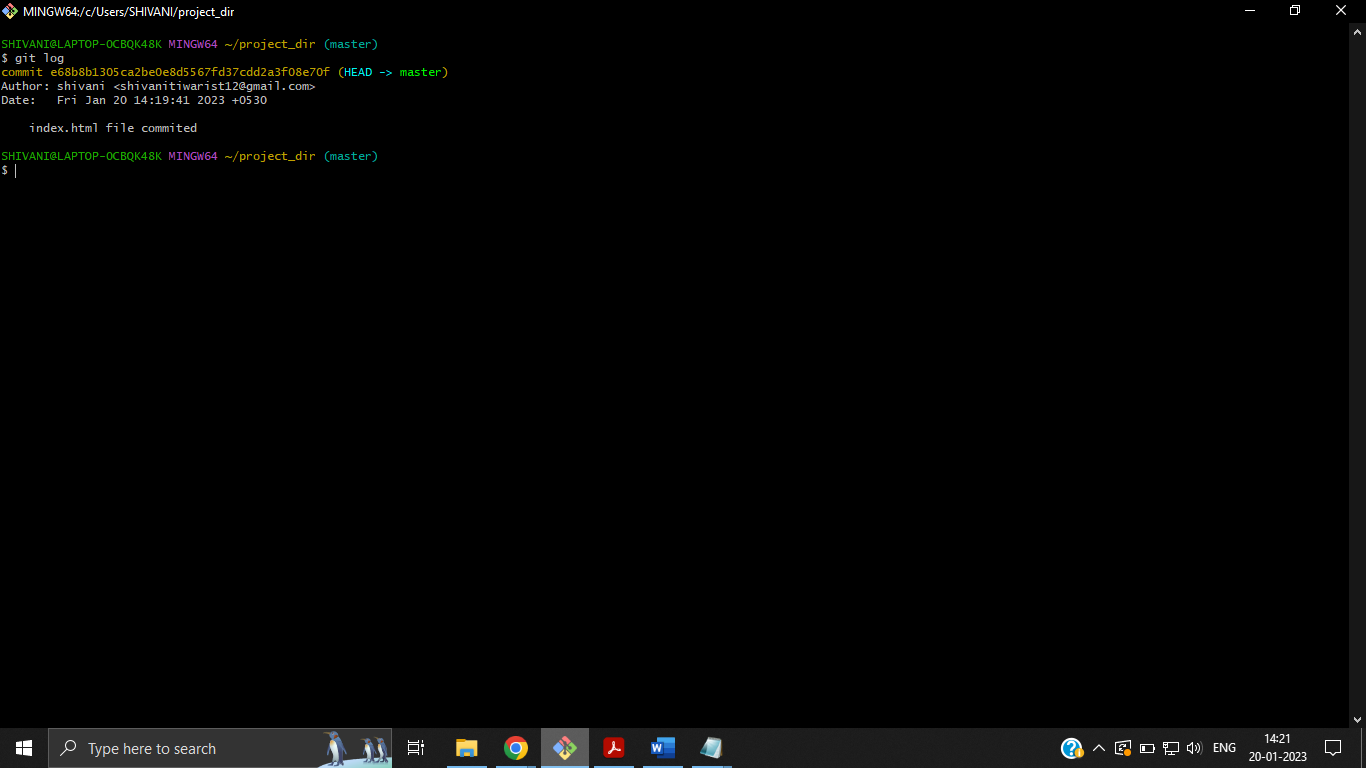 MINGW64:/c/Users/SHIVANI/project_dir
SHIVANI@LAPTOP-OCBQK48K MINGW64 ~/project_dir (master)
$ git log
commit e68b8b1305ca2be0e8d5567fd37cdd2a3f08e70f (HEAD -> master)
Author: shivani <shivanitiwarist12@gmail.com>
Date:   Fri Jan 20 14:19:41 2023 +0530
index.html file commited
SHIVANI@LAPTOP-OCBQK48K MINGW64 ~/project_dir (master)
$
Type here to search
ENG
14:21
20-01-2023